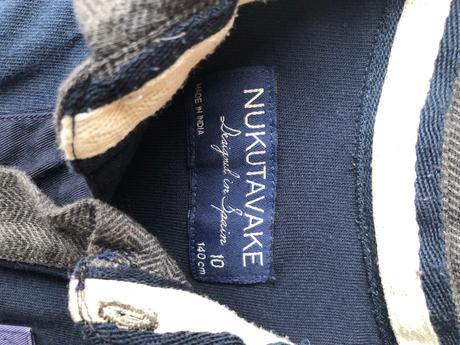 NUKUTAVAKE
Designed in Spain
MADE IN INDIA
10
140 cm